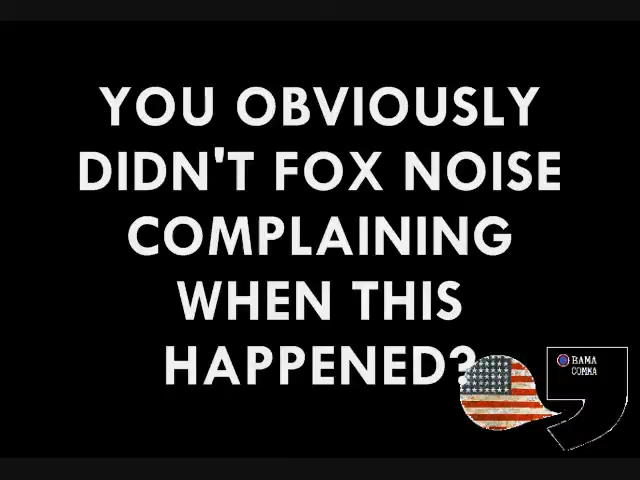 YOU OBVIOUSLY
DIDN'T FOX NOISE
COMPLAINING
WHEN THIS
HAPPENED?
BAMA
COMMA